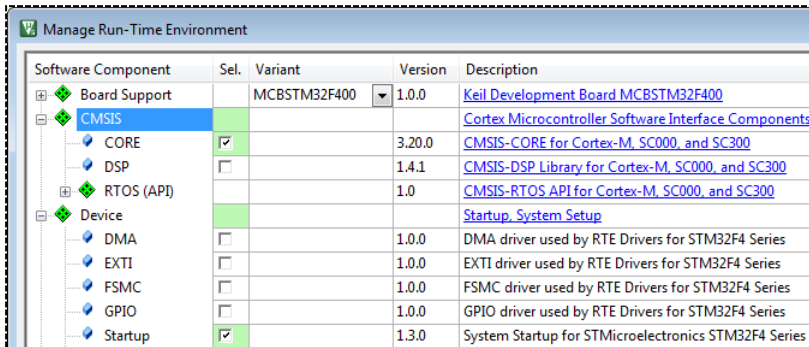 Manage Run-Time Environment
Software Component Sel. Variant Version Description
Board Support MCBSTM32F400 1.0.0 Keil Development Board MCBSTM32F400
CMSIS Cortex Microcontroller Software Interface Components
CORE 3.20.0 CMSIS-CORE for Cortex-M, SC000, and SC300
DSP 1.4.1 CMSIS-DSP Library for Cortex-M, SC000, and SC300
RTOS (API) 1.0 CMSIS-RTOS API for Cortex-M, SC000, and SC300
Device Startup, System Setup
DMA 1.0.0 DMA driver used by RTE Drivers for STM32F4 Series
EXTI 1.0.0 EXTI driver used by RTE Drivers for STM32F4 Series
FSMC 1.0.0 FSMC driver used by RTE Drivers for STM32F4 Series
GPIO 1.0.0 GPIO driver used by RTE Drivers for STM32F4 Series
Startup 1.3.0 System Startup for STMicroelectronics STM32F4 Series